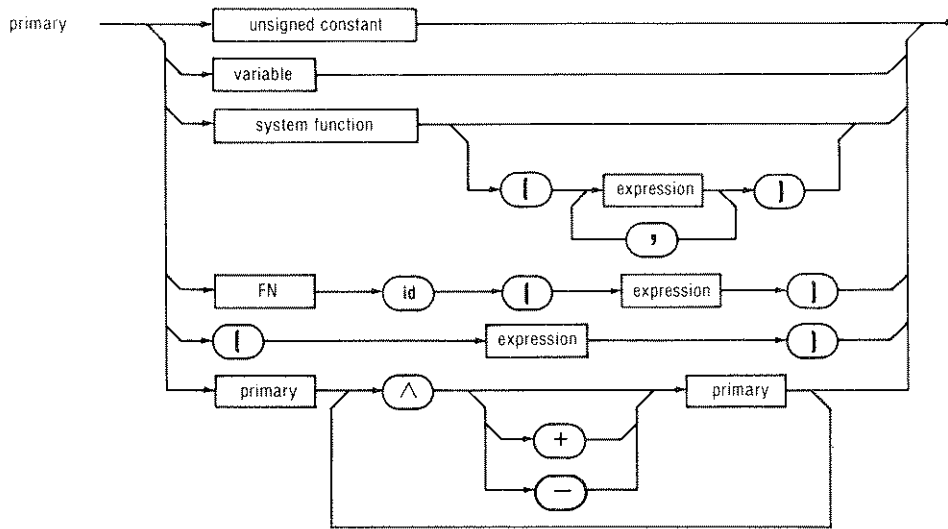 primary
unsigned constant
variable
system function
( expression )
,
FN id ( expression )
( expression )
primary ^ primary
+
−